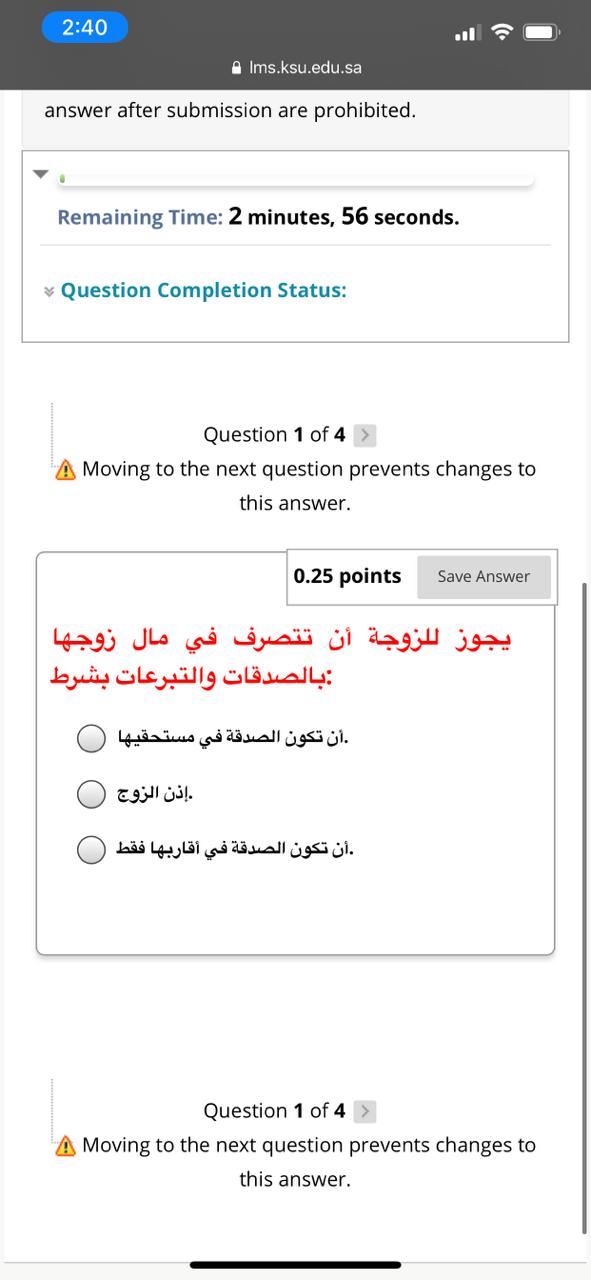 2:40
lms.ksu.edu.sa
answer after submission are prohibited.
Remaining Time: 2 minutes, 56 seconds.
Question Completion Status:
Question 1 of 4
Moving to the next question prevents changes to
this answer.
0.25 points Save Answer
يجوز للزوجة أن تتصرف في مال زوجها
بالصدقات والتبرعات بشرط:
أن تكون الصدقة في مستحقيها.
إذن الزوج.
أن تكون الصدقة في أقاربها فقط.
Question 1 of 4
Moving to the next question prevents changes to
this answer.